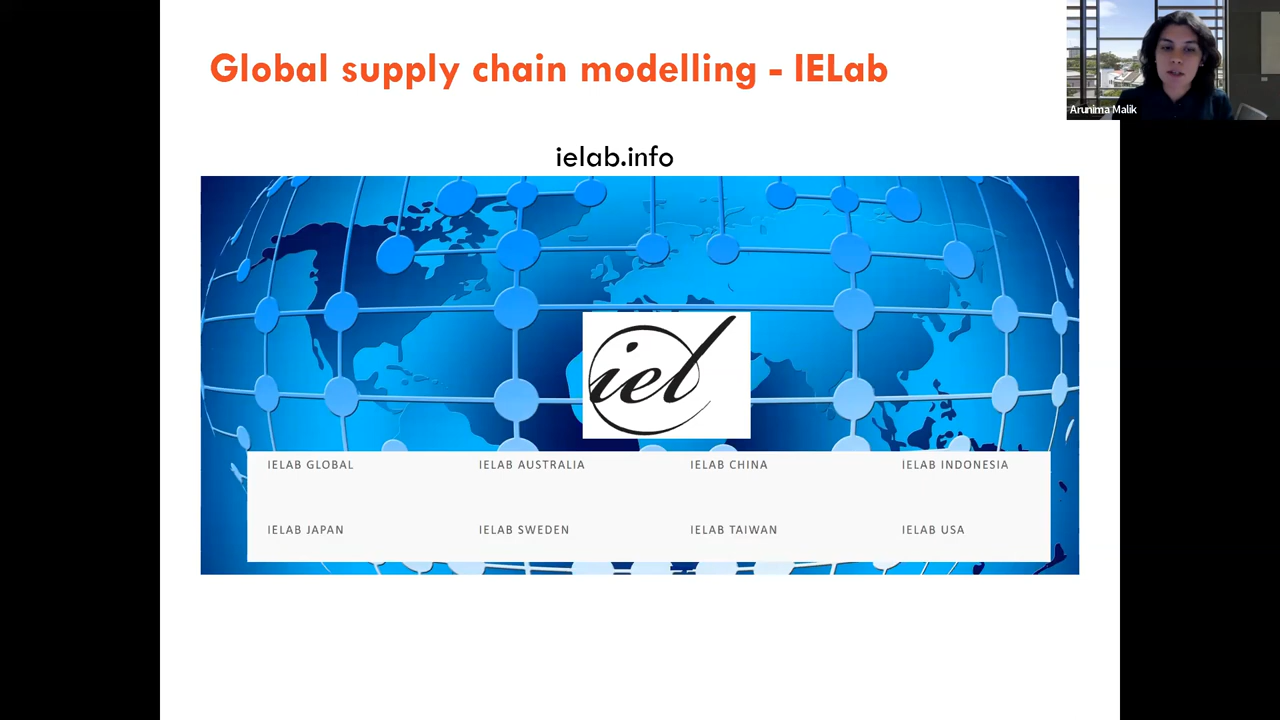 Global supply chain modelling - IELab
Arunima Malik
ielab.info
iel
IELAB GLOBAL
IELAB AUSTRALIA
IELAB CHINA
IELAB INDONESIA
IELAB JAPAN
IELAB SWEDEN
IELAB TAIWAN
IELAB USA